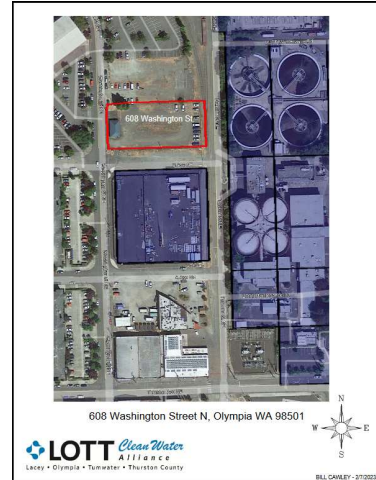 608 Washington St.
608 Washington Street N, Olympia WA 98501
N
W
E
S
LOTT Clean Water
Alliance
Lacey • Olympia • Tumwater • Thurston County
BILL CAWLEY - 2/7/2023